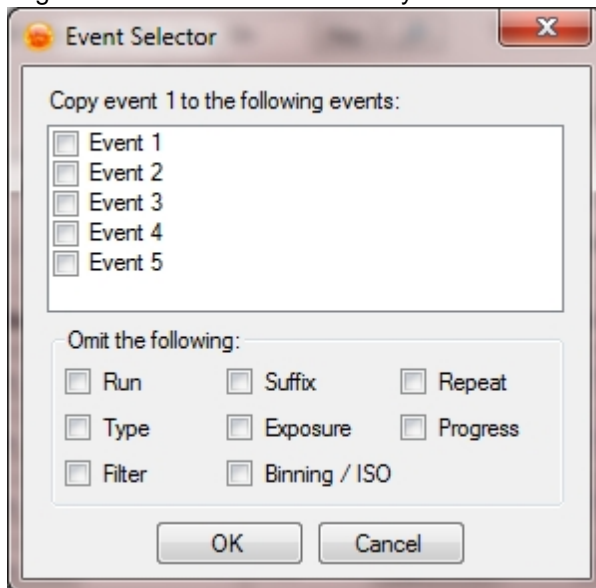 Event Selector
Copy event 1 to the following events:
Event 1
Event 2
Event 3
Event 4
Event 5
Omit the following:
Run Suffix Repeat
Type Exposure Progress
Filter Binning / ISO
OK Cancel